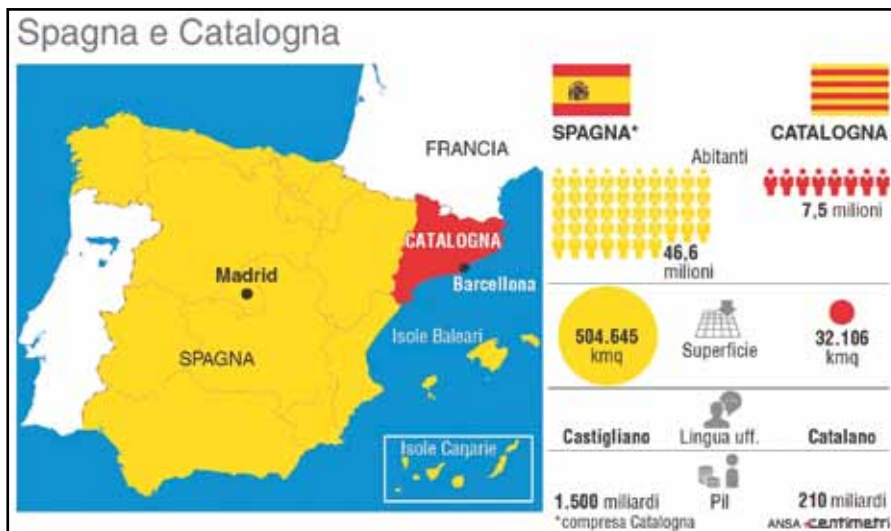 Spagna e Catalogna
FRANCIA
CATALOGNA
Madrid
Barcellona
Isole Baleari
SPAGNA
Isole Canarie
SPAGNA*
CATALOGNA
Abitanti
46,6
milioni
7,5 milioni
504.645
kmq
Superficie
32.106
kmq
Castigliano
Lingua uff.
Catalano
1.500 miliardi
Pil
210 miliardi
*compresa Catalogna
ANSA centimetri